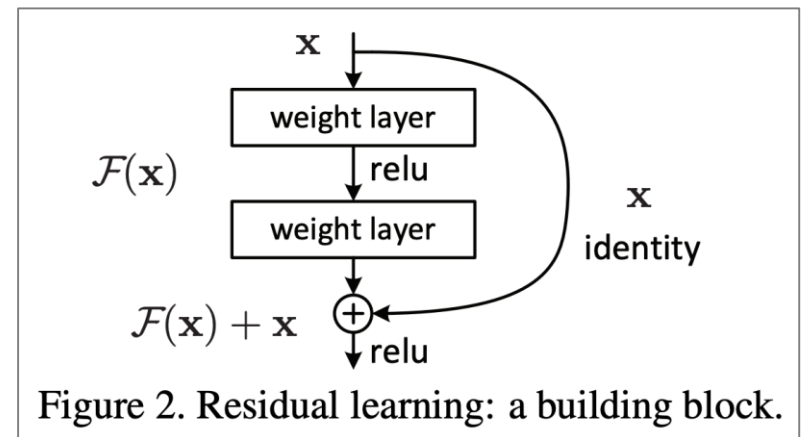 x
weight layer
relu
F(x)
weight layer
x
identity
F(x) + x
relu
Figure 2. Residual learning: a building block.